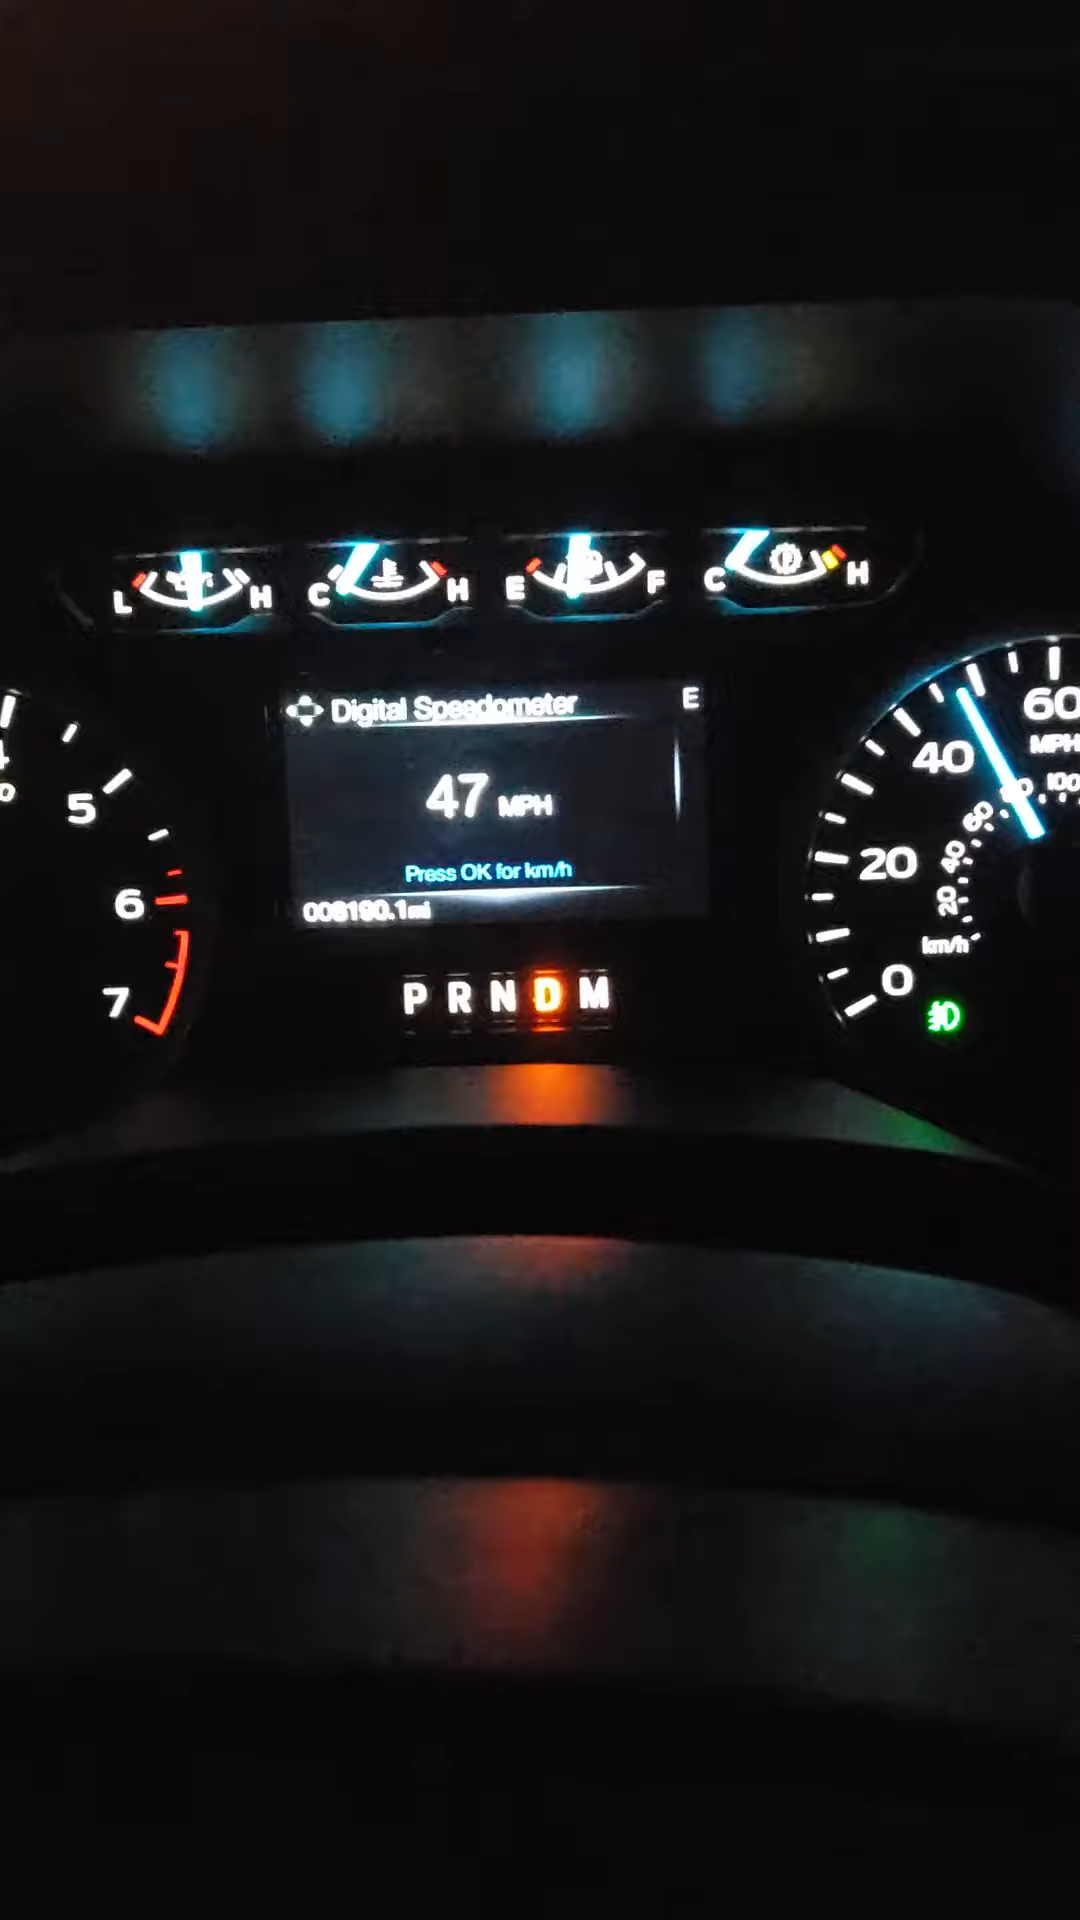 L H C H E F C H
Digital Speedometer E
47 MPH
Press OK for km/h
008190.1mi
P R N D M
5
6
7
0
20
40
60
MPH
20
40
60
80
100
km/h